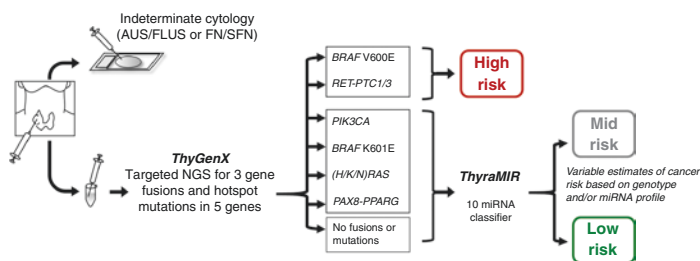 Indeterminate cytology
(AUS/FLUS or FN/SFN)
ThyGenX
Targeted NGS for 3 gene
fusions and hotspot
mutations in 5 genes
BRAF V600E
RET-PTC1/3
High
risk
PIK3CA
BRAF K601E
(H/K/N)RAS
PAX8-PPARG
No fusions or
mutations
ThyraMIR
10 miRNA
classifier
Mid
risk
Variable estimates of cancer
risk based on genotype
and/or miRNA profile
Low
risk